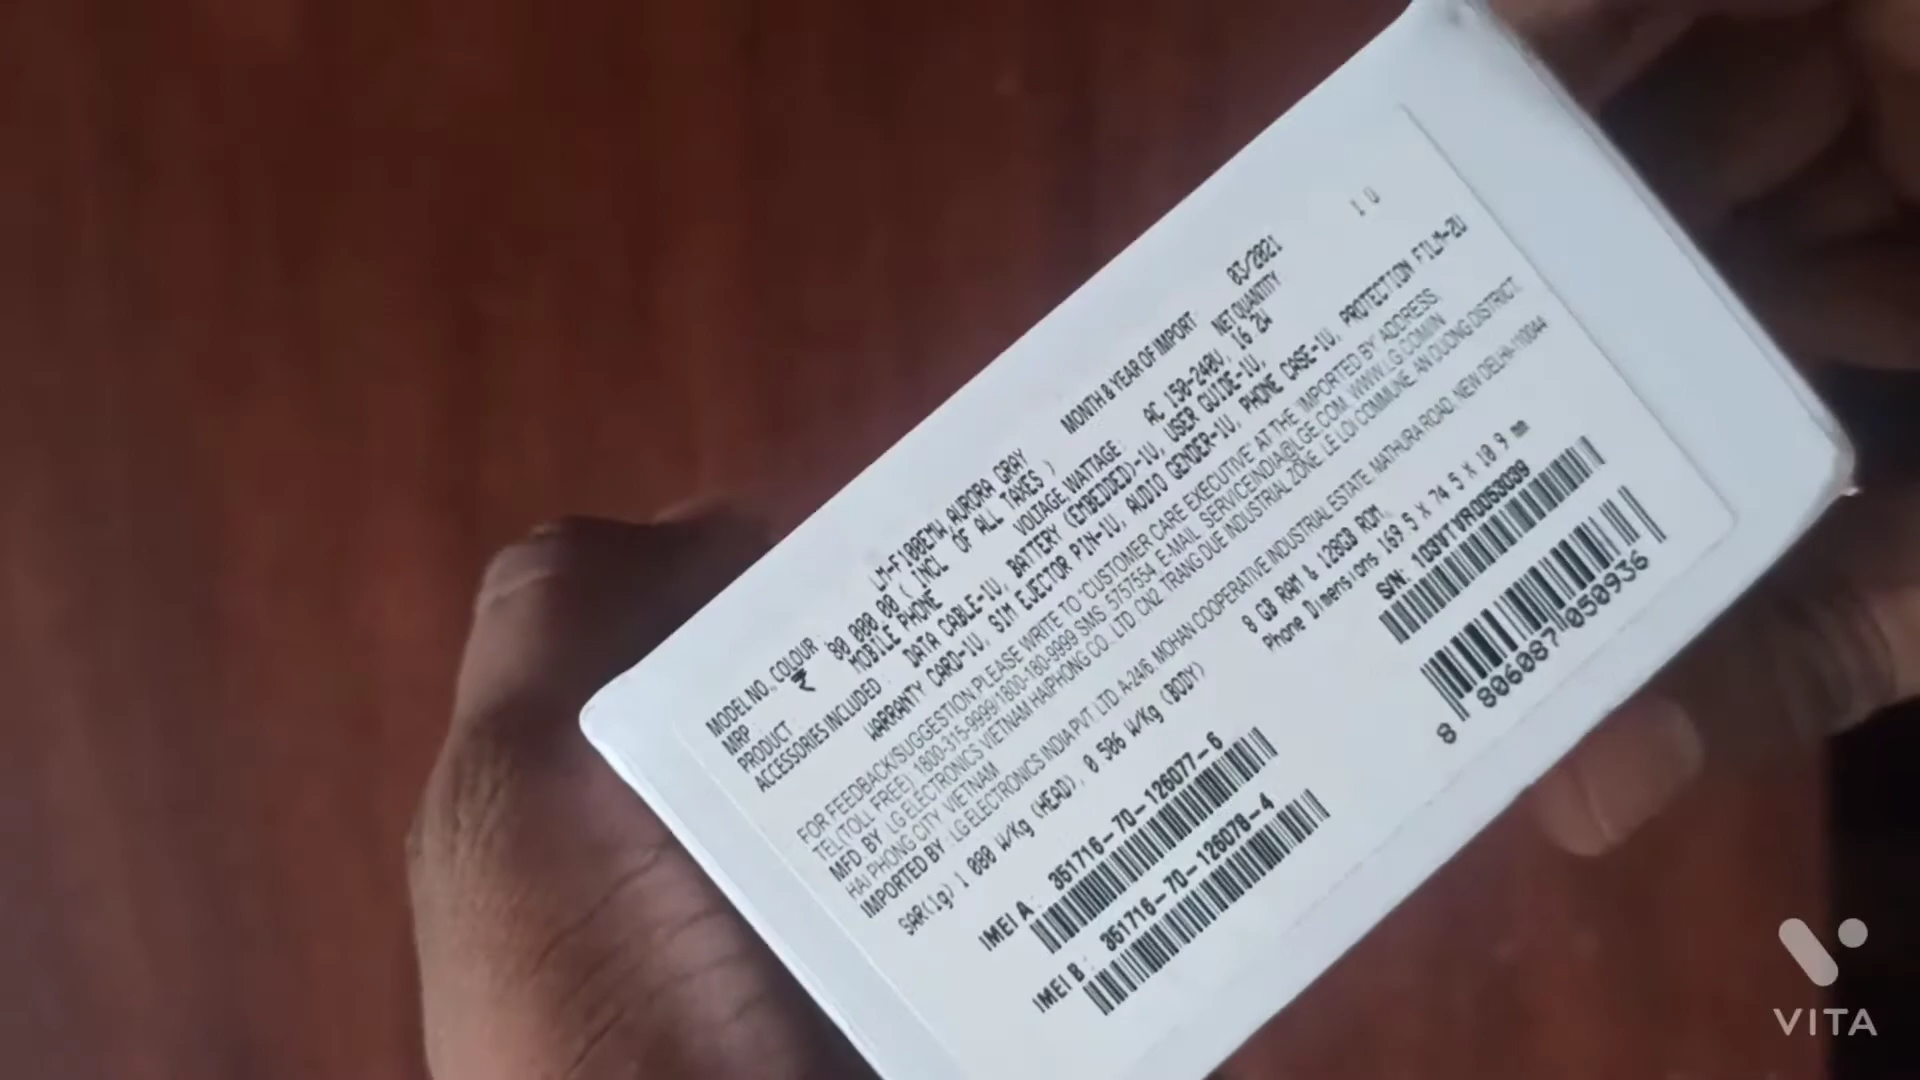 MODEL NO., COLOUR : LM-F100EMW, AURORA GRAY MONTH & YEAR OF IMPORT 03/2021
MRP : ₹ 80 000.00 ( INCL OF ALL TAXES ) NET QUANTITY 1 U
PRODUCT : MOBILE PHONE VOLTAGE, WATTAGE : AC 150-240V, 16 2W
ACCESSORIES INCLUDED : DATA CABLE-1U, BATTERY (EMBEDDED)-1U, USER GUIDE-1U,
WARRANTY CARD-1U, SIM EJECTOR PIN-1U, AUDIO GENDER-1U, PHONE CASE-1U, PROTECTION FILM-2U
FOR FEEDBACK/SUGGESTION PLEASE WRITE TO "CUSTOMER CARE EXECUTIVE" AT THE 'IMPORTED BY' ADDRESS.
TEL(TOLL FREE) 1800-315-9999/1800-180-9999 SMS: 5757554, E-MAIL: SERVICEINDIA@LGE.COM, WWW.LG.COM/IN
MFD. BY : LG ELECTRONICS VIETNAM HAIPHONG CO., LTD. CN2, TRANG DUE INDUSTRIAL ZONE, LE LOI COMMUNE, AN DUONG DISTRICT,
HAI PHONG CITY, VIETNAM
IMPORTED BY : LG ELECTRONICS INDIA PVT. LTD. A-24/6, MOHAN COOPERATIVE INDUSTRIAL ESTATE, MATHURA ROAD, NEW DELHI-110044
SAR(1g) 1 000 W/Kg (HEAD), 0 506 W/Kg (BODY)
8 GB RAM & 128GB ROM,
Phone Dimensions 169 5 X 74 5 X 10 9 mm
IMEI A : 351716-70-126077-6
S/N: 103VTVR0053039
IMEI B : 351716-70-126078-4
8 806087 050936
VITA